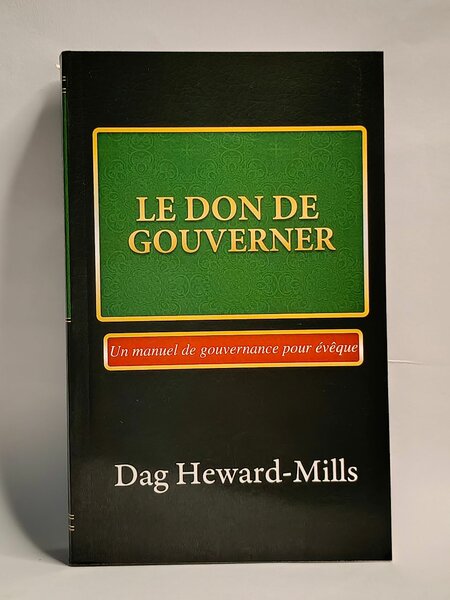 LE DON DE
GOUVERNER
Un manuel de gouvernance pour évêque
Dag Heward-Mills